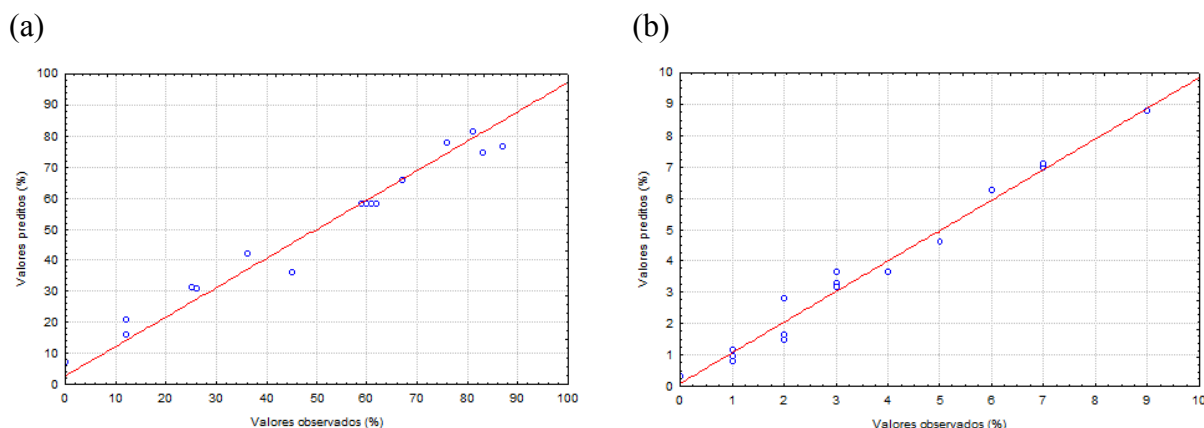 (a)
(b)
Valores preditos (%)
100
90
80
70
60
50
40
30
20
10
0
0 10 20 30 40 50 60 70 80 90 100
Valores observados (%)
Valores preditos (%)
10
9
8
7
6
5
4
3
2
1
0
0 1 2 3 4 5 6 7 8 9 10
Valores observados (%)